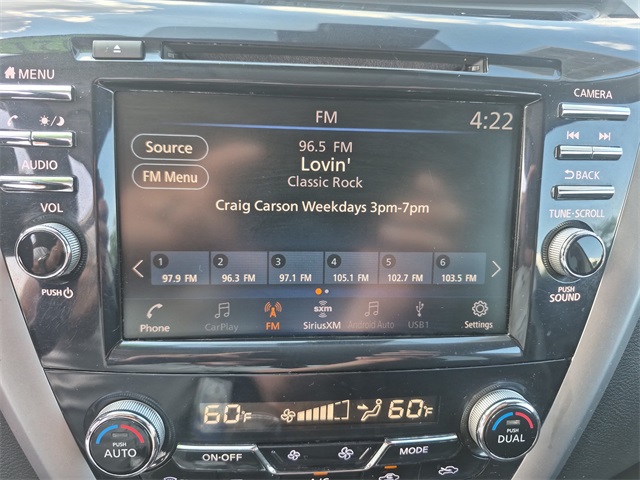 MENU
CAMERA
FM
4:22
Source
96.5 FM
Lovin'
BACK
AUDIO
FM Menu
Classic Rock
VOL
Craig Carson Weekdays 3pm-7pm
TUNE·SCROLL
1 2 3 4 5 6
97.9 FM 96.3 FM 97.1 FM 105.1 FM 102.7 FM 103.5 FM
PUSH
PUSH
SOUND
sxm
Phone CarPlay FM SiriusXM Android Auto USB1 Settings
60°F 60°F
PUSH
AUTO
PUSH
DUAL
ON·OFF MODE
A/C